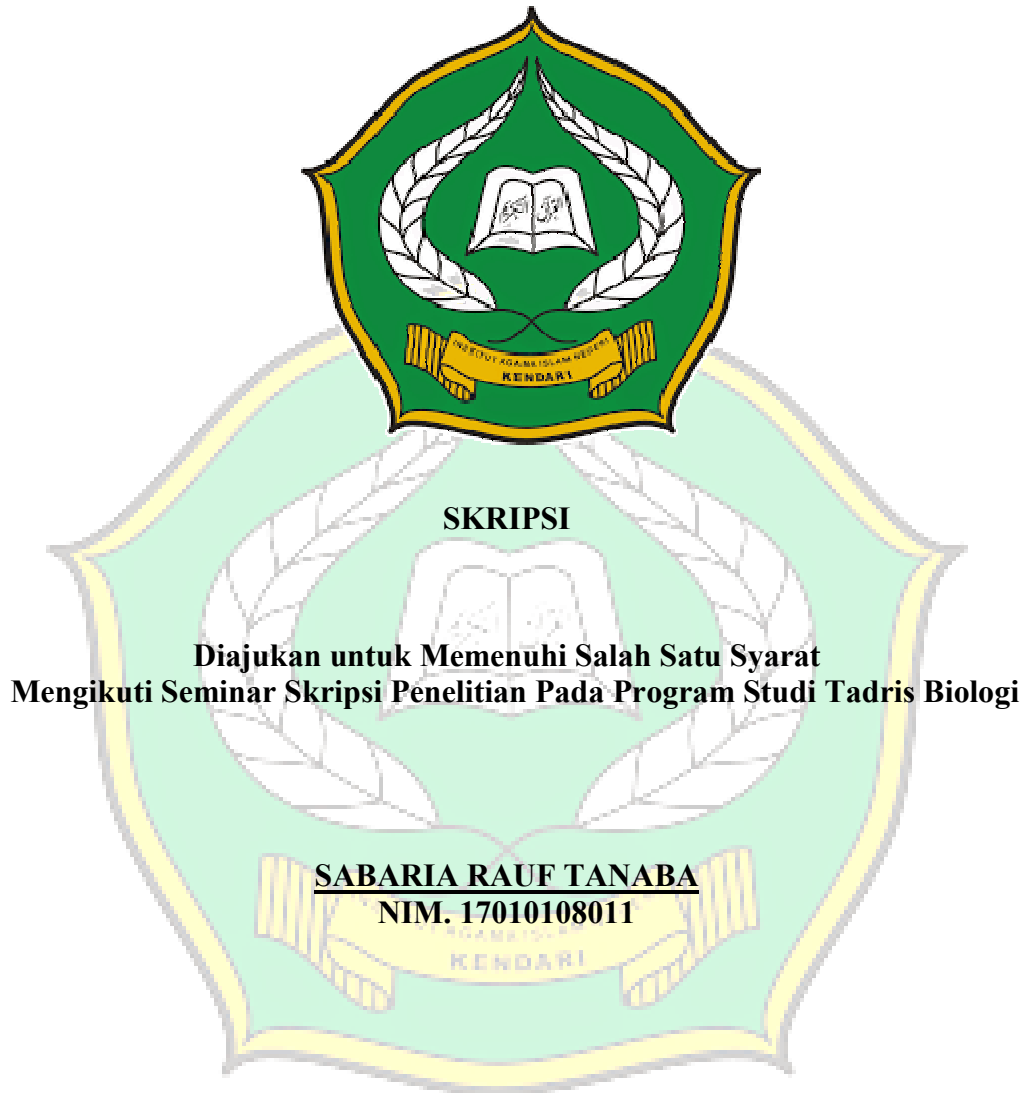 INSTITUT AGAMA ISLAM NEGERI
KENDARI
SKRIPSI
Diajukan untuk Memenuhi Salah Satu Syarat
Mengikuti Seminar Skripsi Penelitian Pada Program Studi Tadris Biologi
SABARIA RAUF TANABA
NIM. 17010108011
KENDARI